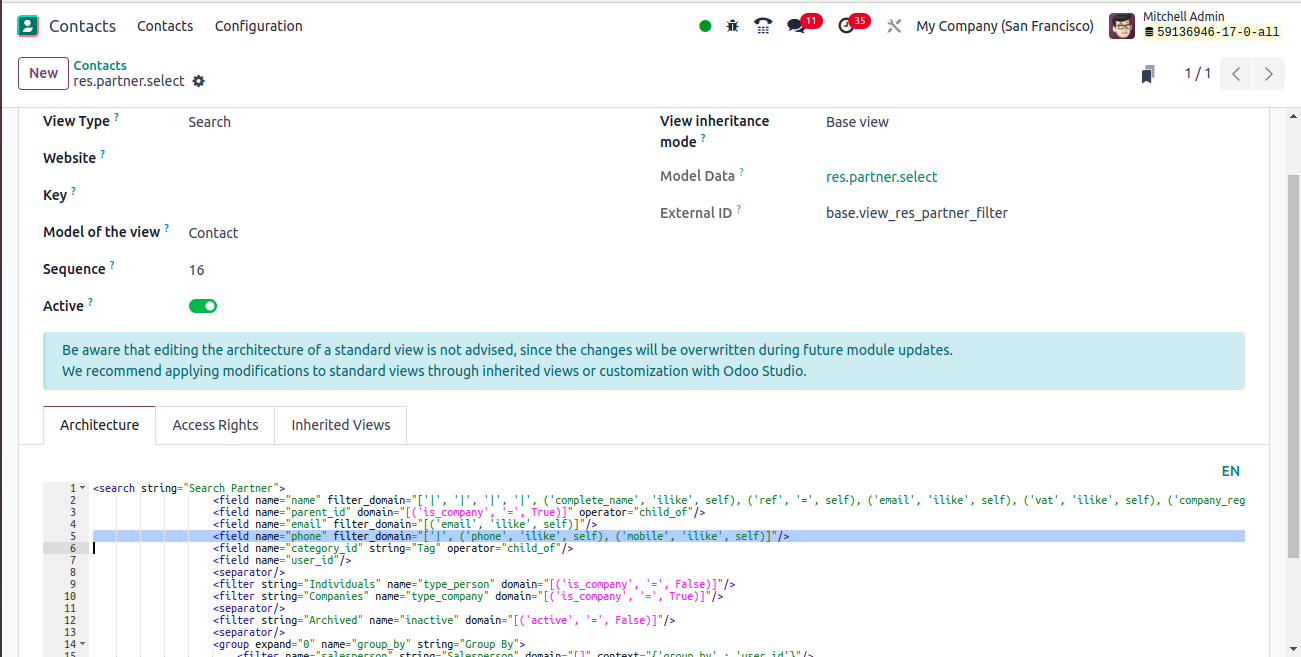 Contacts Contacts Configuration 11 35 My Company (San Francisco) Mitchell Admin
59136946-17-0-all
New Contacts
res.partner.select 1 / 1
View Type ? Search
View inheritance mode ? Base view
Website ?
Model Data ? res.partner.select
Key ?
External ID ? base.view_res_partner_filter
Model of the view ? Contact
Sequence ? 16
Active ?
Be aware that editing the architecture of a standard view is not advised, since the changes will be overwritten during future module updates.
We recommend applying modifications to standard views through inherited views or customization with Odoo Studio.
Architecture Access Rights Inherited Views
EN
1 <search string="Search Partner">
2 <field name="name" filter_domain="['|', '|', '|', '|', ('complete_name', 'ilike', self), ('ref', '=', self), ('email', 'ilike', self), ('vat', 'ilike', self), ('company_reg
3 <field name="parent_id" domain="[('is_company', '=', True)]" operator="child_of"/>
4 <field name="email" filter_domain="[('email', 'ilike', self)]"/>
5 <field name="phone" filter_domain="['|', ('phone', 'ilike', self), ('mobile', 'ilike', self)]"/>
6 <field name="category_id" string="Tag" operator="child_of"/>
7 <field name="user_id"/>
8 <separator/>
9 <filter string="Individuals" name="type_person" domain="[('is_company', '=', False)]"/>
10 <filter string="Companies" name="type_company" domain="[('is_company', '=', True)]"/>
11 <separator/>
12 <filter string="Archived" name="inactive" domain="[('active', '=', False)]"/>
13 <separator/>
14 <group expand="0" name="group_by" string="Group By">
15 <filter name="salesperson" string="Salesperson" domain="[]" context="{'group_by' : 'user_id'}"/>